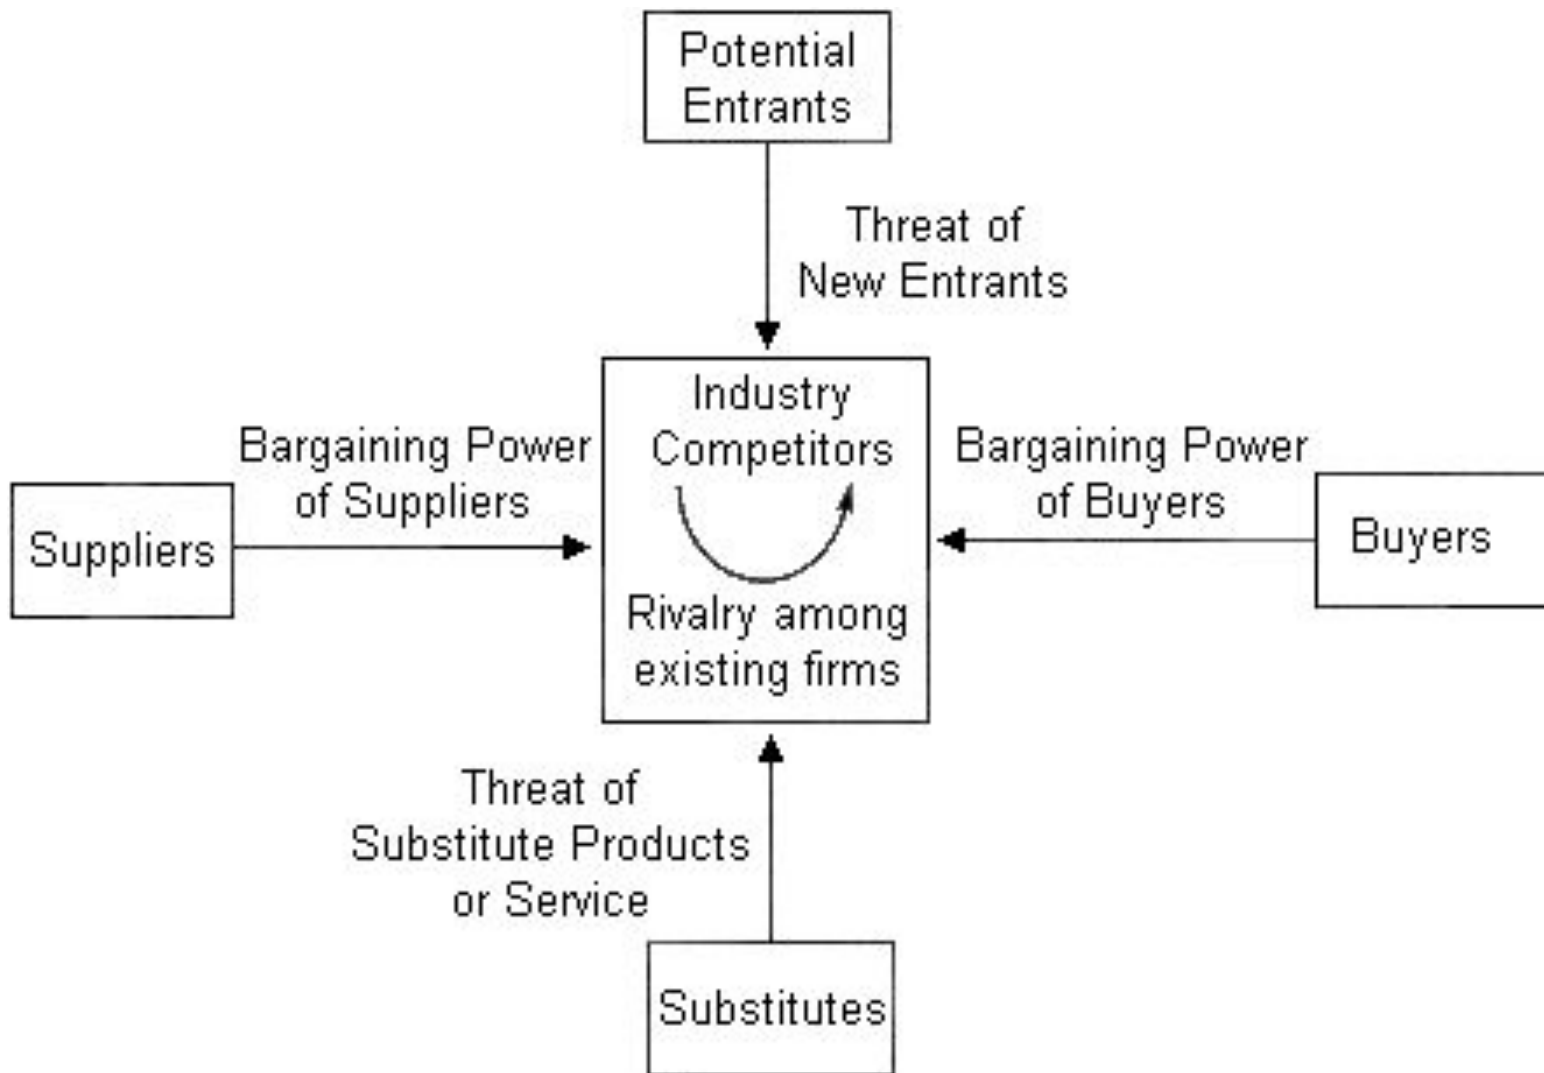 Potential
Entrants
Threat of
New Entrants
Industry
Competitors
Bargaining Power
of Suppliers
Bargaining Power
of Buyers
Suppliers
Buyers
Rivalry among
existing firms
Threat of
Substitute Products
or Service
Substitutes